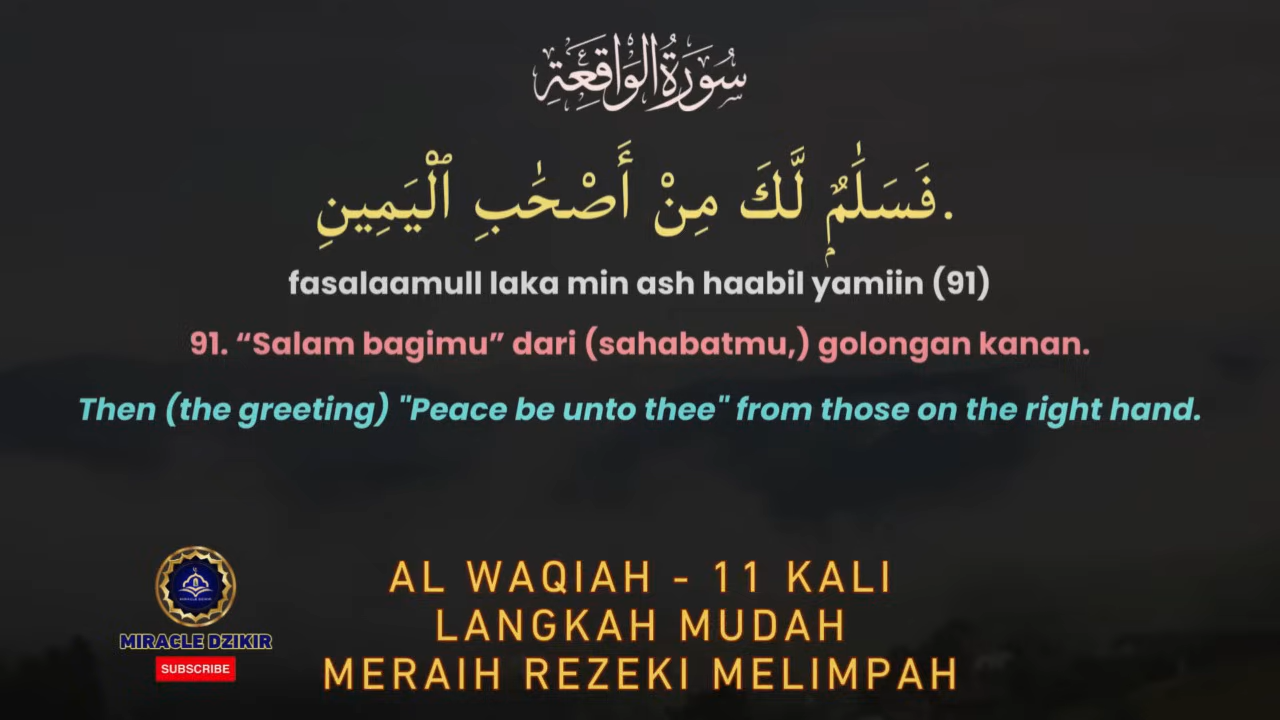 سُورَةُ الْوَاقِعَةِ
فَسَلَٰمٌۭ لَّكَ مِنْ أَصْحَٰبِ ٱلْيَمِينِ.
fasalaamull laka min ash haabil yamiin (91)
91. “Salam bagimu” dari (sahabatmu,) golongan kanan.
Then (the greeting) "Peace be unto thee" from those on the right hand.
AL WAQIAH - 11 KALI
LANGKAH MUDAH
MERAIH REZEKI MELIMPAH
MIRACLE DZIKIR
MIRACLE DZIKIR
SUBSCRIBE